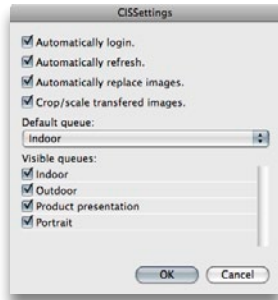 CISSettings
Automatically login.
Automatically refresh.
Automatically replace images.
Crop/scale transfered images.
Default queue:
Indoor
Visible queues:
Indoor
Outdoor
Product presentation
Portrait
OK Cancel